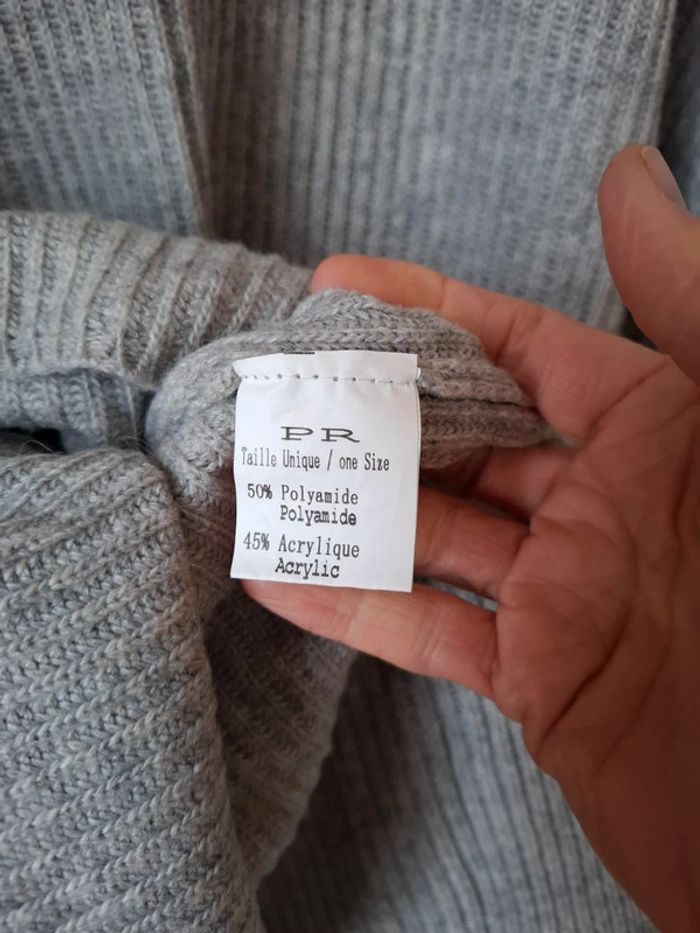 PR
Taille Unique / one Size
50% Polyamide
Polyamide
45% Acrylique
Acrylic